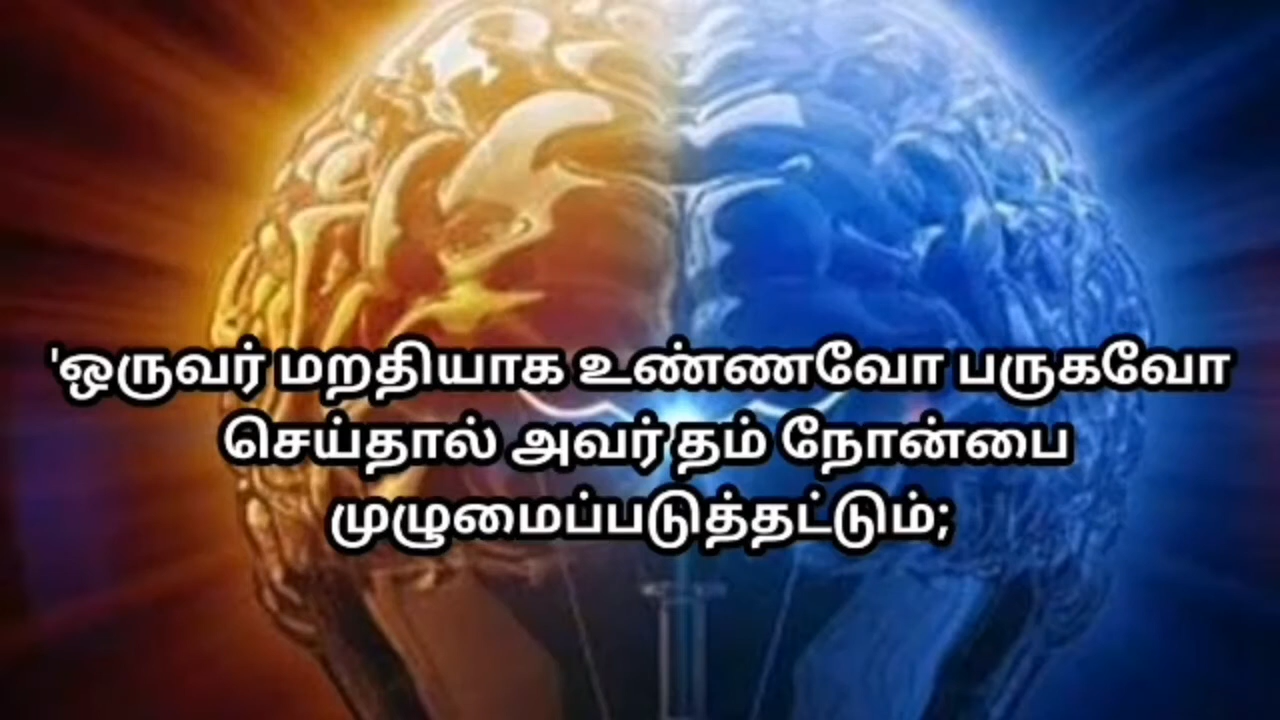 'ஒருவர் மறதியாக உண்ணவோ பருகவோ
செய்தால் அவர் தம் நோன்பை
முழுமைப்படுத்தட்டும்;